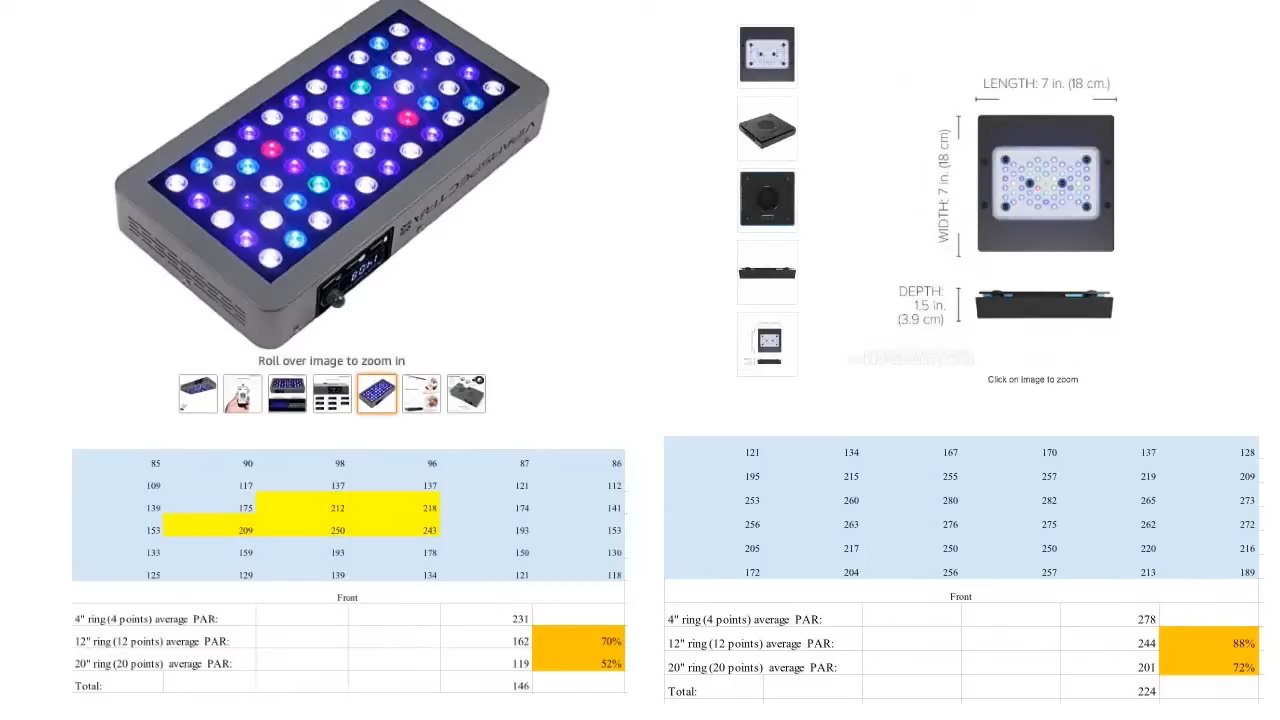 VIPARSPECTRA
Roll over image to zoom in
LENGTH: 7 in. (18 cm.)
WIDTH: 7 in. (18 cm)
DEPTH:
1.5 in.
(3.9 cm)
Click on image to zoom
85 90 98 96 87 86
109 117 137 137 121 112
139 175 212 218 174 141
153 209 250 243 193 153
133 159 193 178 150 130
125 129 139 134 121 118
Front
4" ring (4 points) average PAR: 231
12" ring (12 points) average PAR: 162 70%
20" ring (20 points) average PAR: 119 52%
Total: 146
121 134 167 170 137 128
195 215 255 257 219 209
253 260 280 282 265 273
256 263 276 275 262 272
205 217 250 250 220 216
172 204 256 257 213 189
Front
4" ring (4 points) average PAR: 278
12" ring (12 points) average PAR: 244 88%
20" ring (20 points) average PAR: 201 72%
Total: 224